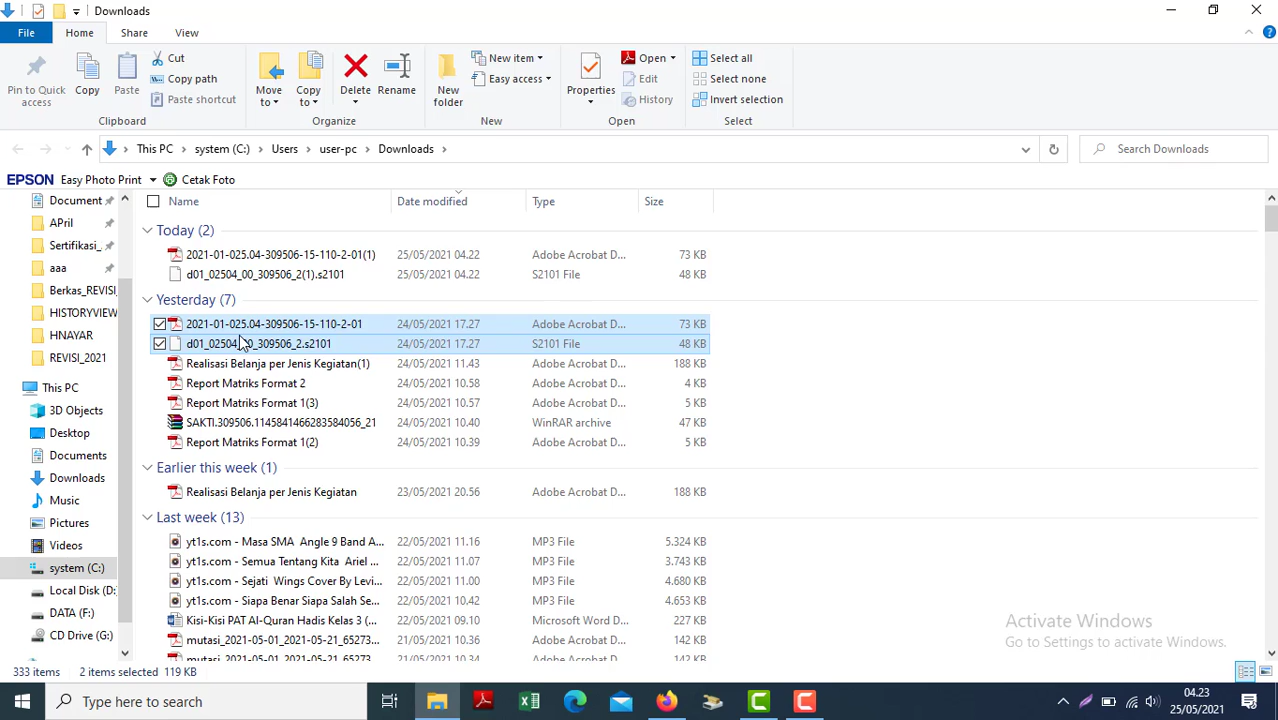 Downloads
File Home Share View
Pin to Quick access
Copy
Paste
Cut
Copy path
Paste shortcut
Clipboard
Move to
Copy to
Delete
Rename
Organize
New folder
New item
Easy access
New
Properties
Open
Edit
History
Open
Select all
Select none
Invert selection
Select
This PC > system (C:) > Users > user-pc > Downloads >
Search Downloads
EPSON Easy Photo Print Cetak Foto
Document
APril
Sertifikasi_
aaa
Berkas_REVISI
HISTORYVIEW
HNAYAR
REVISI_2021
This PC
3D Objects
Desktop
Documents
Downloads
Music
Pictures
Videos
system (C:)
Local Disk (D:
DATA (F:)
CD Drive (G:)
Name Date modified Type Size
Today (2)
2021-01-025.04-309506-15-110-2-01(1) 25/05/2021 04.22 Adobe Acrobat D... 73 KB
d01_02504_00_309506_2(1).s2101 25/05/2021 04.22 S2101 File 48 KB
Yesterday (7)
2021-01-025.04-309506-15-110-2-01 24/05/2021 17.27 Adobe Acrobat D... 73 KB
d01_02504_00_309506_2.s2101 24/05/2021 17.27 S2101 File 48 KB
Realisasi Belanja per Jenis Kegiatan(1) 24/05/2021 11.43 Adobe Acrobat D... 188 KB
Report Matriks Format 2 24/05/2021 10.58 Adobe Acrobat D... 4 KB
Report Matriks Format 1(3) 24/05/2021 10.57 Adobe Acrobat D... 5 KB
SAKTI.309506.1145841466283584056_21 24/05/2021 10.40 WinRAR archive 47 KB
Report Matriks Format 1(2) 24/05/2021 10.39 Adobe Acrobat D... 5 KB
Earlier this week (1)
Realisasi Belanja per Jenis Kegiatan 23/05/2021 20.56 Adobe Acrobat D... 188 KB
Last week (13)
yt1s.com - Masa SMA Angle 9 Band A... 22/05/2021 11.16 MP3 File 5.324 KB
yt1s.com - Semua Tentang Kita Ariel ... 22/05/2021 11.07 MP3 File 3.743 KB
yt1s.com - Sejati Wings Cover By Levi... 22/05/2021 11.00 MP3 File 4.680 KB
yt1s.com - Siapa Benar Siapa Salah Se... 22/05/2021 10.42 MP3 File 4.653 KB
Kisi-Kisi PAT Al-Quran Hadis Kelas 3 (... 22/05/2021 09.10 Microsoft Word D... 227 KB
mutasi_2021-05-01_2021-05-21_65273... 21/05/2021 10.36 Adobe Acrobat D... 142 KB
mutasi_2021-05-01_2021-05-21_65273... 21/05/2021 10.34 Adobe Acrobat D... 142 KB
Activate Windows
Go to Settings to activate Windows.
333 items 2 items selected 119 KB
Type here to search
04.23
25/05/2021